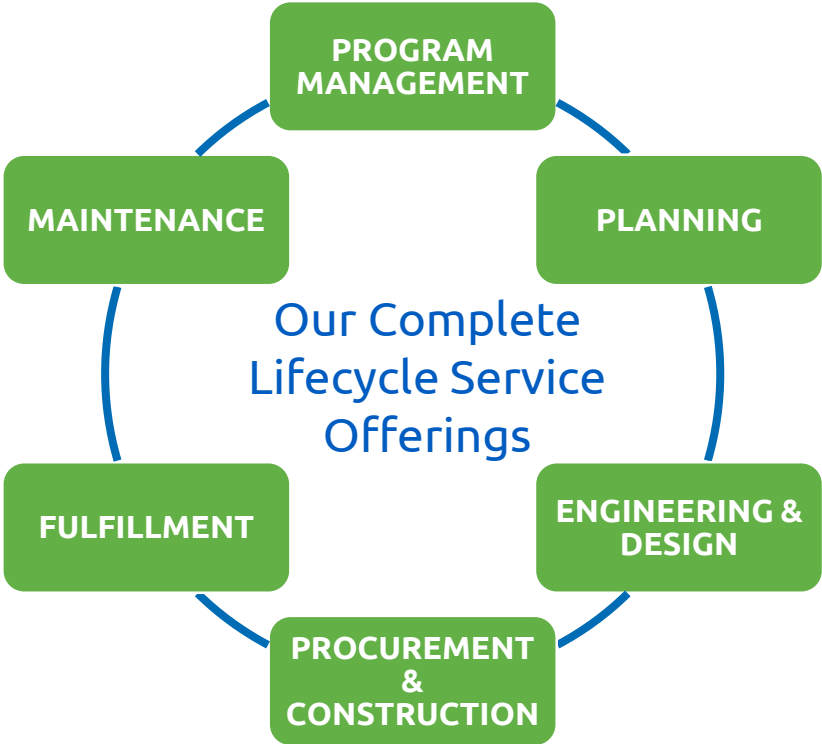 PROGRAM
MANAGEMENT
MAINTENANCE
PLANNING
Our Complete
Lifecycle Service
Offerings
FULFILLMENT
ENGINEERING &
DESIGN
PROCUREMENT
&
CONSTRUCTION